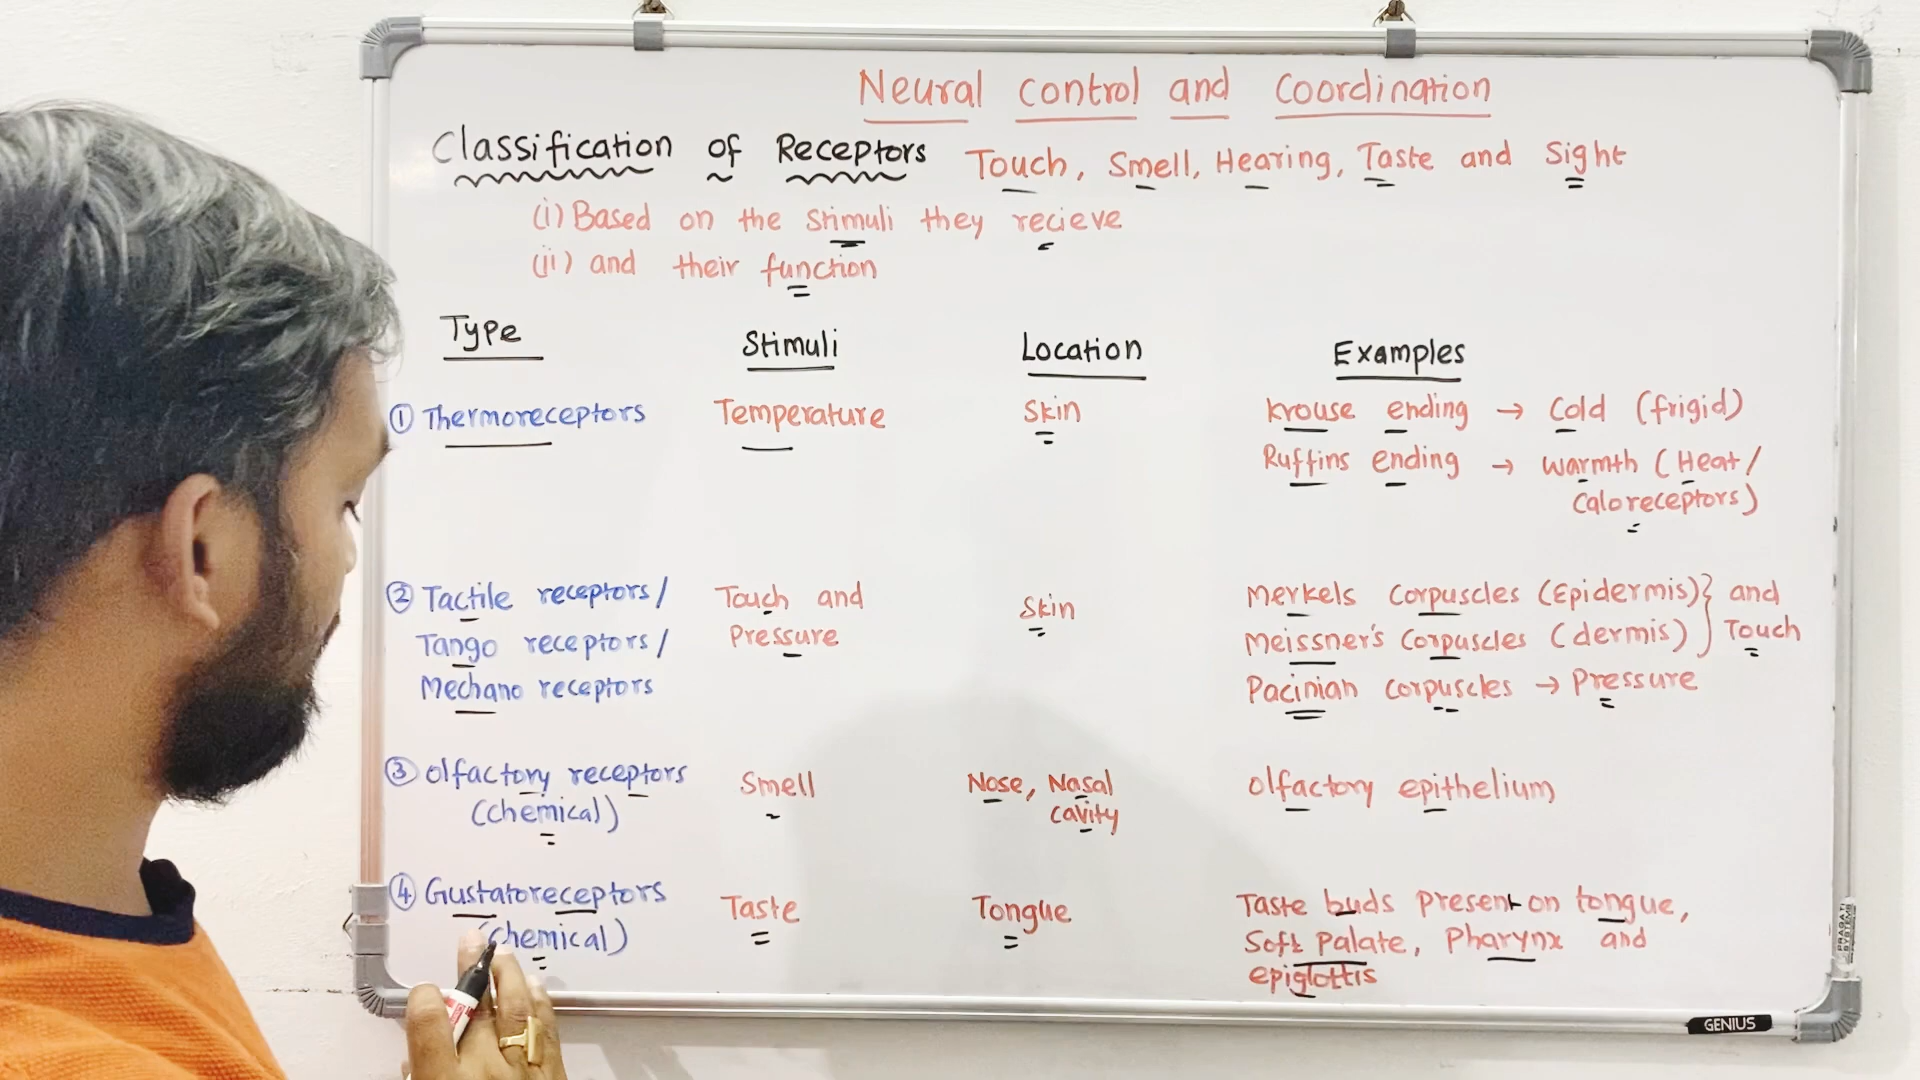 Neural control and Coordination
Classification of Receptors Touch, Smell, Hearing, Taste and Sight
(i) Based on the Stimuli they recieve
(ii) and their function
Type Stimuli Location Examples
① Thermoreceptors Temperature Skin Krouse ending → Cold (frigid)
Ruffins ending → warmth (Heat/
Caloreceptors)
② Tactile receptors/ Touch and Skin Merkels Corpuscles (Epidermis)} and
Tango receptors/ Pressure Meissner's Corpuscles (dermis) Touch
Mechano receptors Pacinian corpuscles → Pressure
③ Olfactory receptors Smell Nose, Nasal olfactory epithelium
(chemical) cavity
④ Gustatoreceptors Taste Tongue Taste buds Present on tongue,
(chemical) Soft Palate, Pharynx and
epiglottis
PRAGATI SYSTEMS
GENIUS